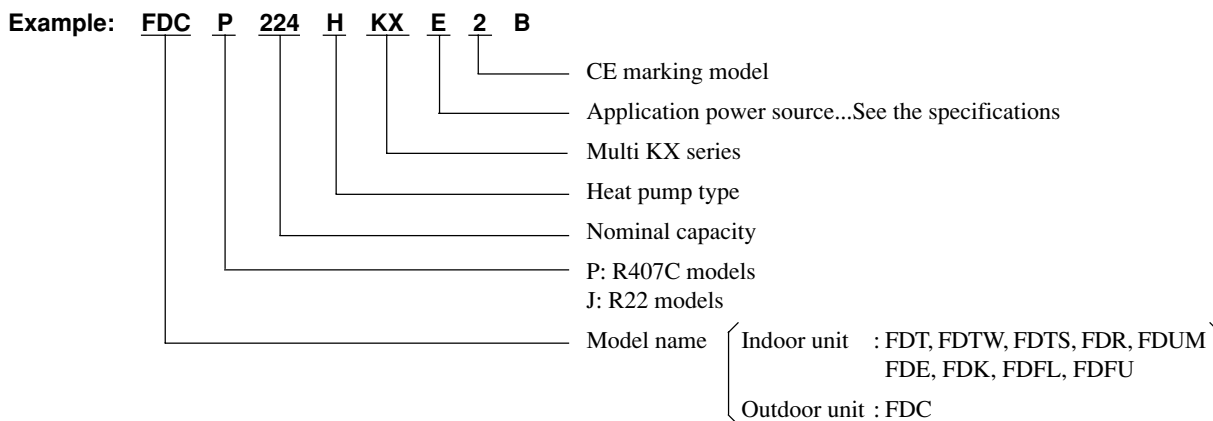 Example: FDC P 224 H KX E 2 B
CE marking model
Application power source...See the specifications
Multi KX series
Heat pump type
Nominal capacity
P: R407C models
J: R22 models
Model name Indoor unit : FDT, FDTW, FDTS, FDR, FDUM
FDE, FDK, FDFL, FDFU
Outdoor unit : FDC